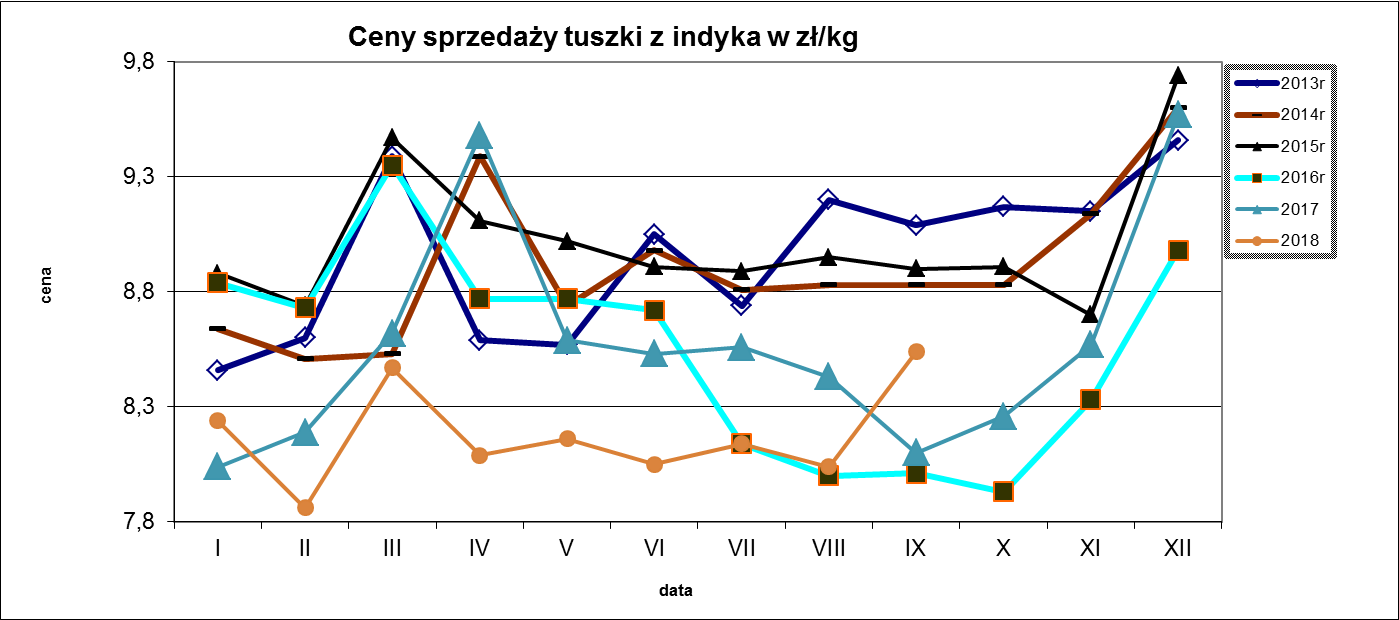 Ceny sprzedaży tuszki z indyka w zł/kg
9,8
9,3
8,8
8,3
7,8
cena
I II III IV V VI VII VIII IX X XI XII
data
2013r
2014r
2015r
2016r
2017
2018